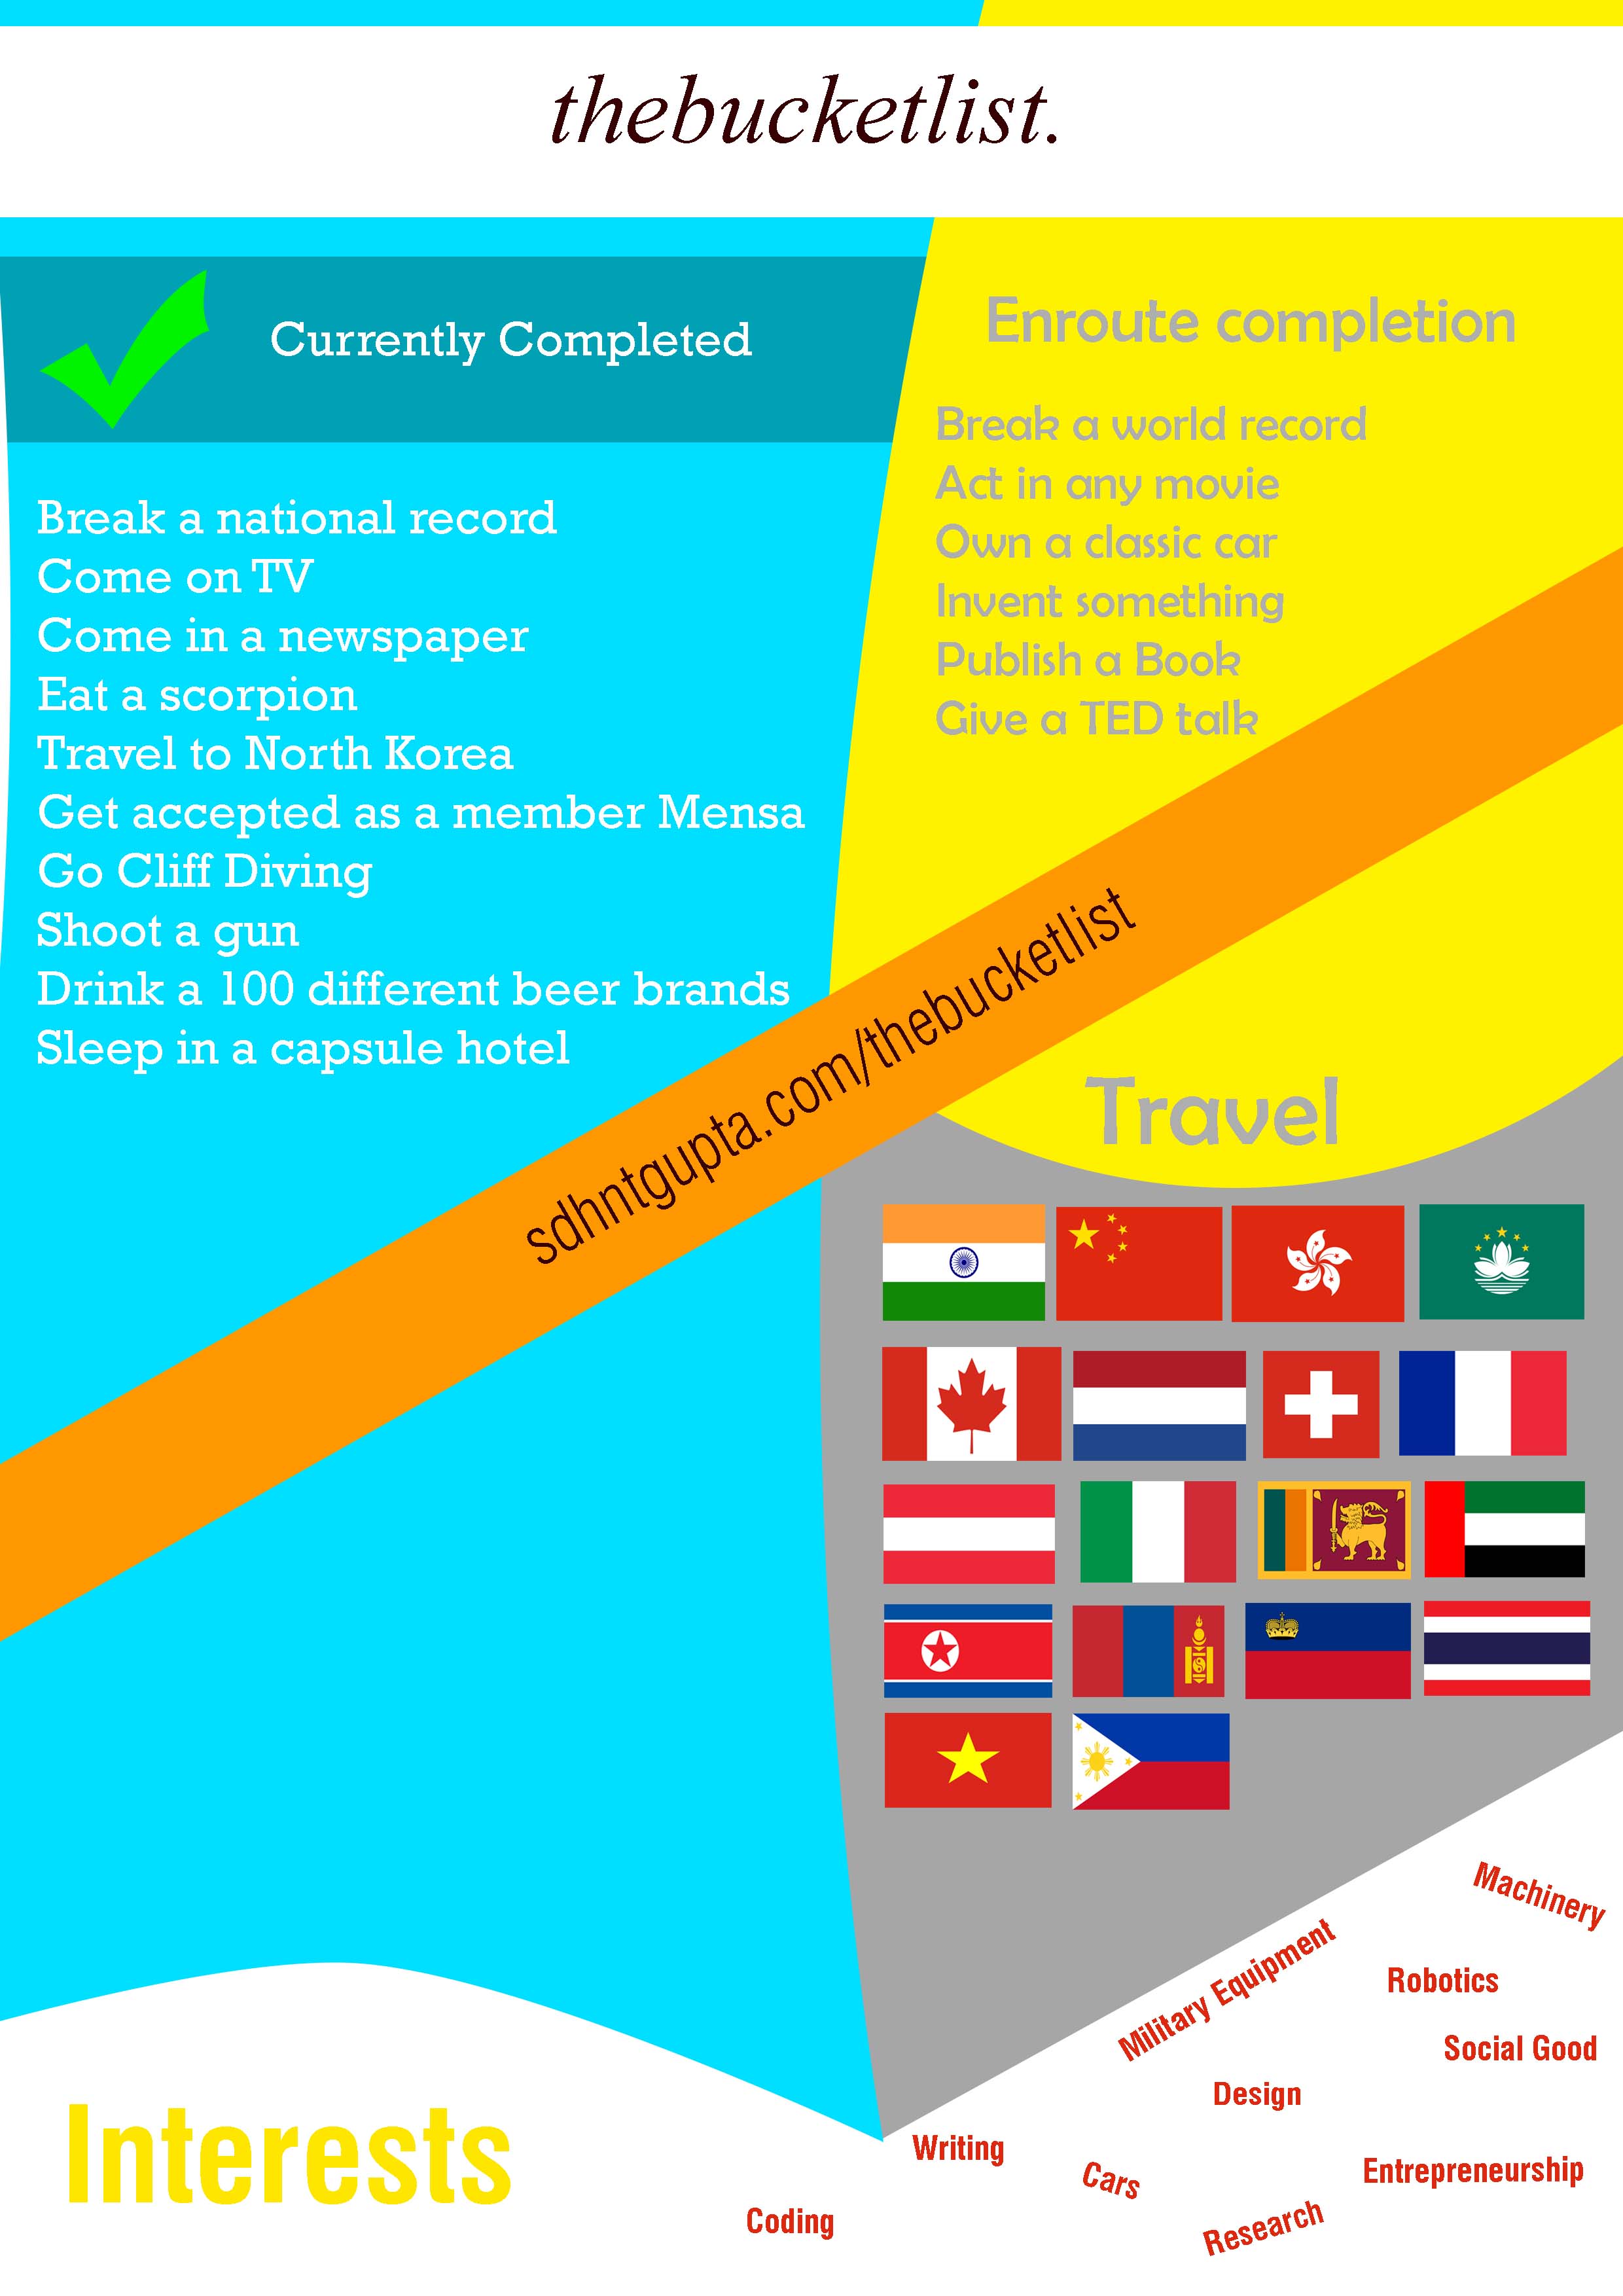 thebucketlist.
Currently Completed
Break a national record
Come on TV
Come in a newspaper
Eat a scorpion
Travel to North Korea
Get accepted as a member Mensa
Go Cliff Diving
Shoot a gun
Drink a 100 different beer brands
Sleep in a capsule hotel
Enroute completion
Break a world record
Act in any movie
Own a classic car
Invent something
Publish a Book
Give a TED talk
sdhntgupta.com/thebucketlist
Travel
Interests
Machinery
Military Equipment
Robotics
Social Good
Design
Writing
Cars
Entrepreneurship
Coding
Research